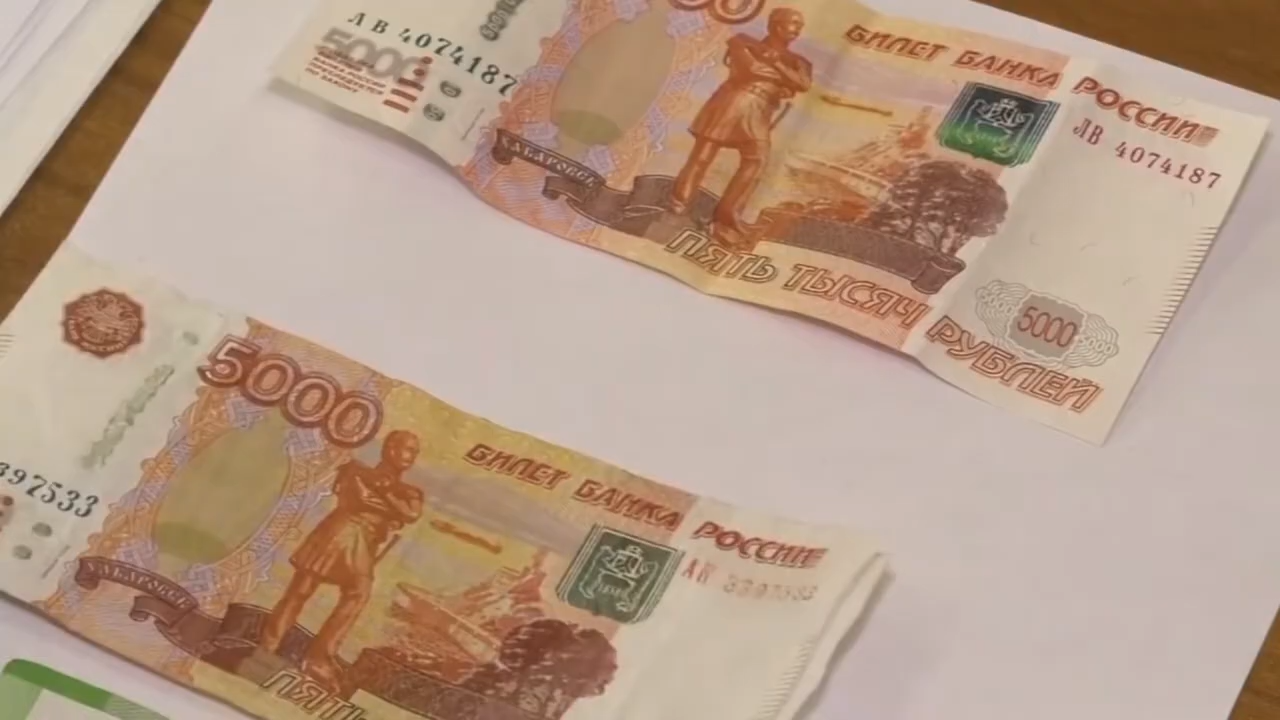 ЛВ 4074187
5000
БИЛЕТ БАНКА РОССИИ
ЛВ 4074187
ХАБАРОВСК
ПЯТЬ ТЫСЯЧ РУБЛЕЙ
5000
5000
БИЛЕТ БАНКА РОССИИ
397533
ХАБАРОВСК
ПЯТЬ